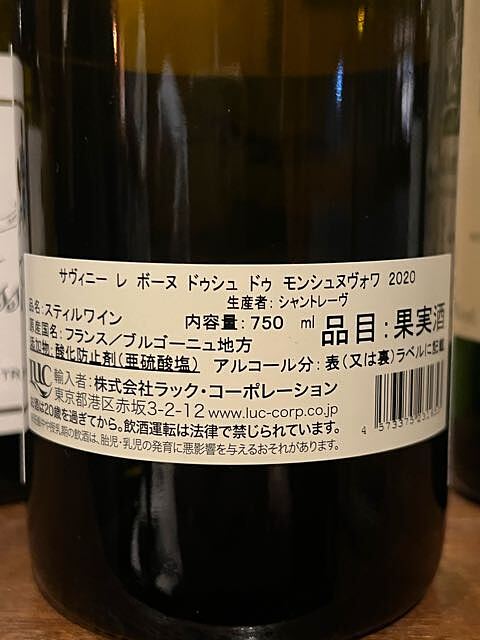 サヴィニー レ ボーヌ ドゥシュ ドゥ モンシュヌヴォワ 2020
生産者：シャントレーヴ
品名：スティルワイン
内容量：750 ml
品目：果実酒
原産国名：フランス／ブルゴーニュ地方
添加物：酸化防止剤(亜硫酸塩)
アルコール分：表(又は裏)ラベルに記載
LUC
輸入者：株式会社ラック・コーポレーション
東京都港区赤坂3-2-12 www.luc-corp.co.jp
お酒は20歳を過ぎてから。飲酒運転は法律で禁じられています。
妊娠中や授乳期の飲酒は、胎児・乳児の発育に悪影響を与えるおそれがあります。